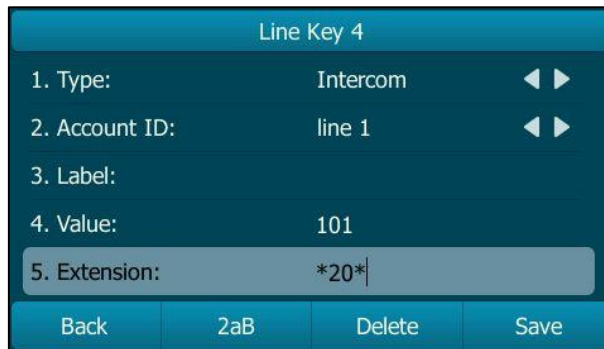 Line Key 4
1. Type: Intercom
2. Account ID: line 1
3. Label:
4. Value: 101
5. Extension: *20*
Back 2aB Delete Save